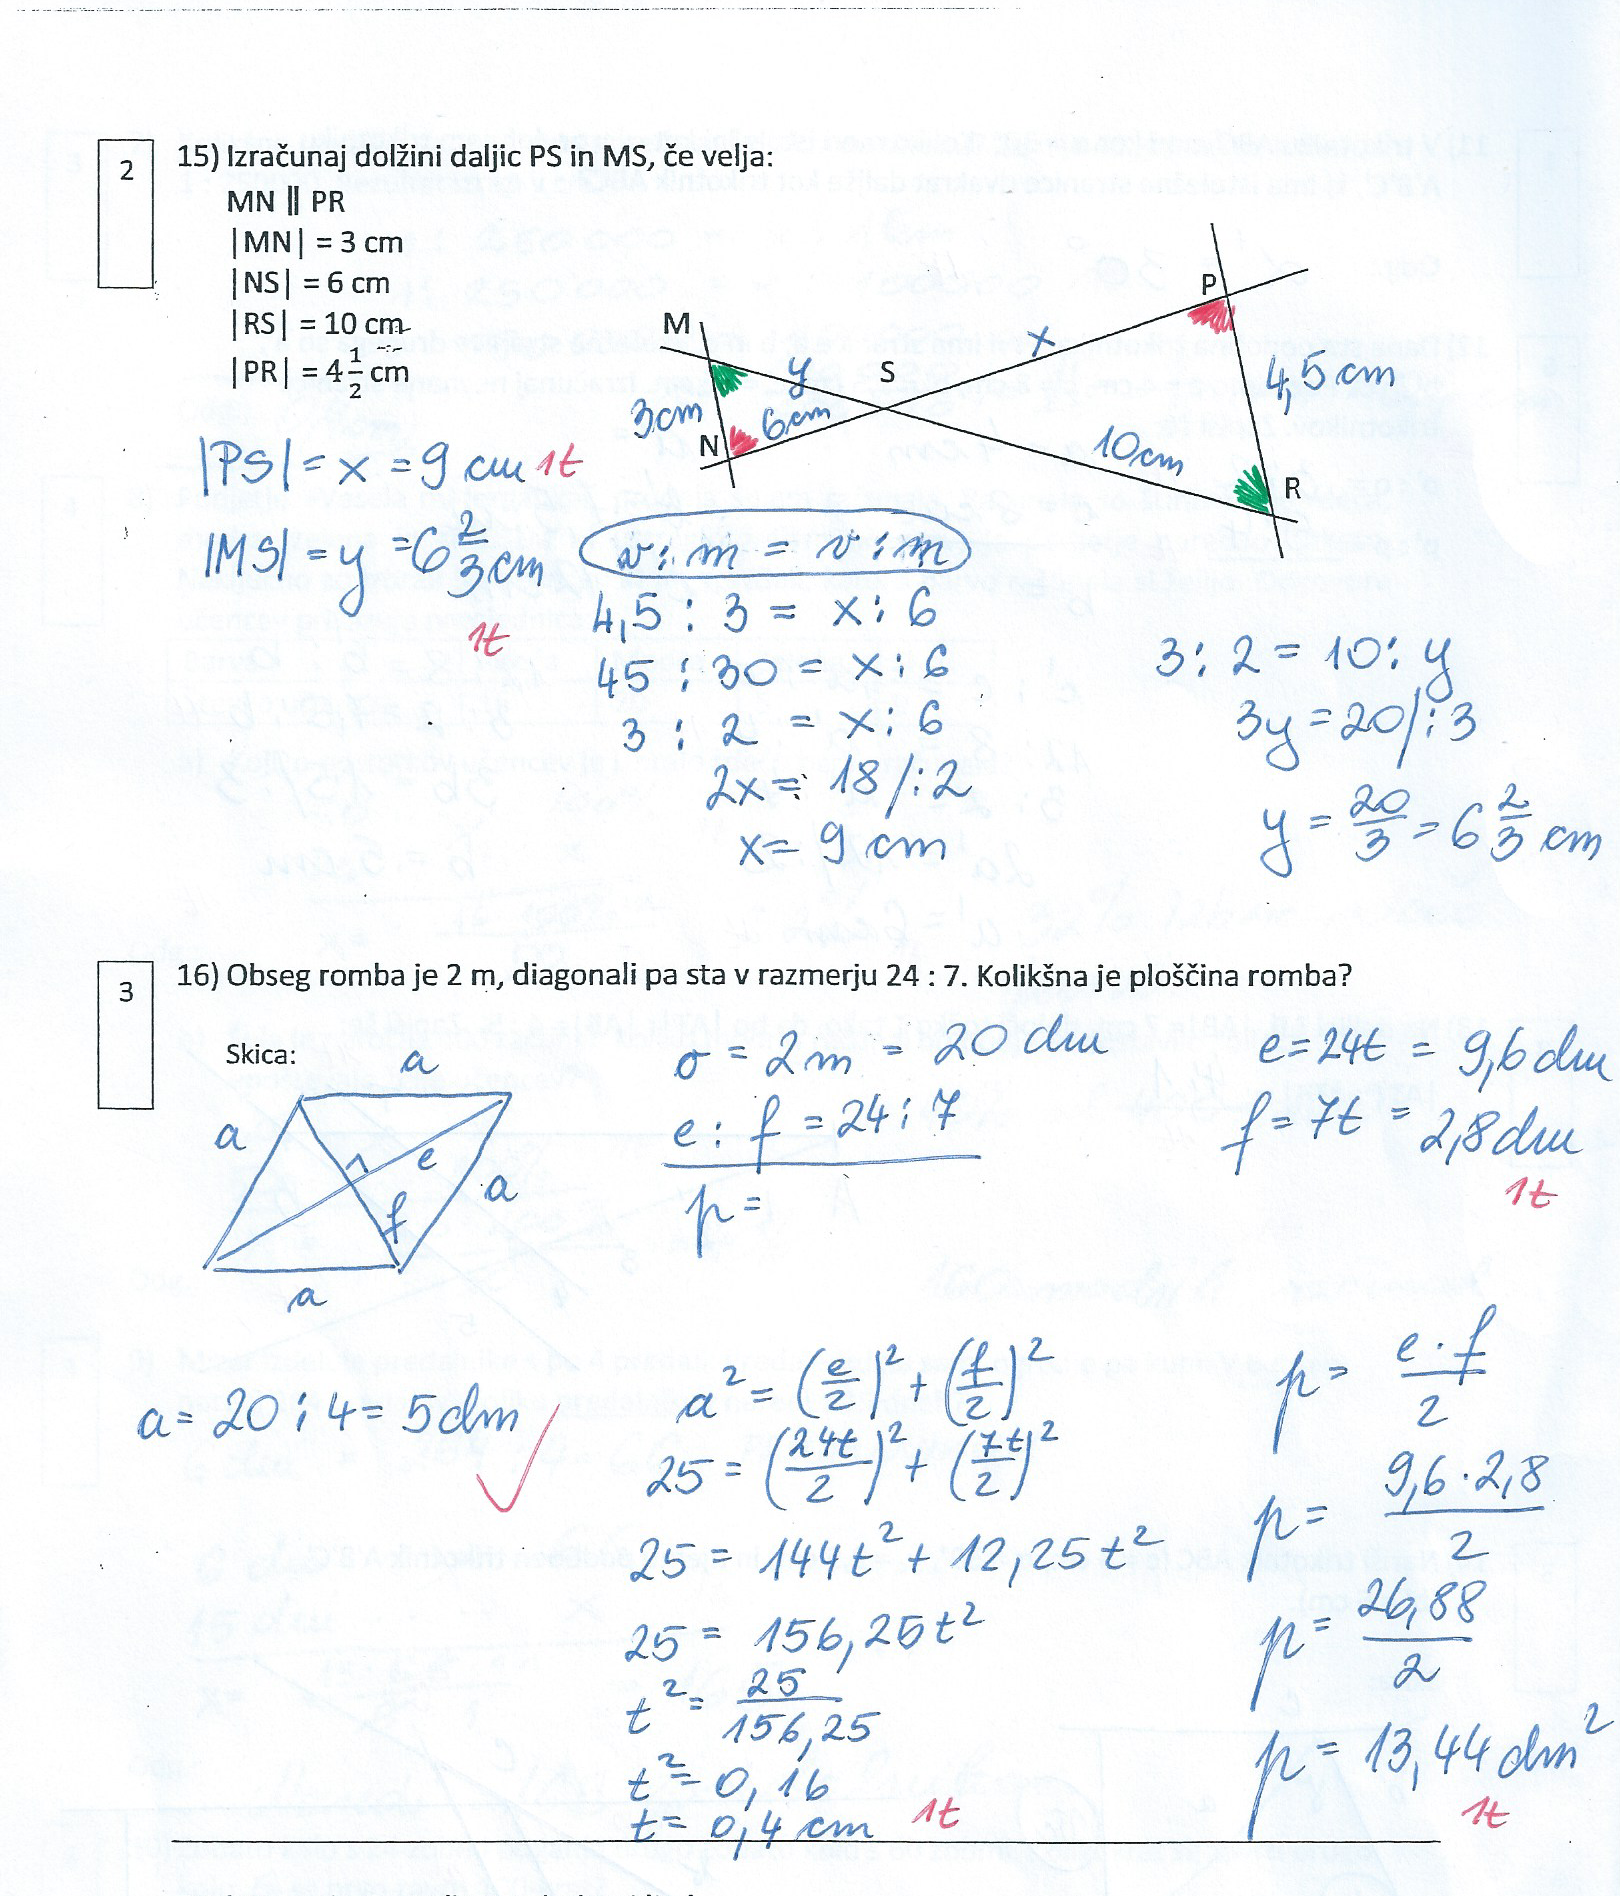 2
15) Izračunaj dolžini daljic PS in MS, če velja:
MN ∥ PR
|MN| = 3 cm
|NS| = 6 cm
|RS| = 10 cm
|PR| = 4 1/2 cm
M
N
S
P
R
y
x
3cm
6cm
4,5cm
10cm
|PS| = x = 9 cm 1t
|MS| = y = 6 2/3 cm
1t
v : m = v : m
4,5 : 3 = x : 6
45 : 30 = x : 6
3 : 2 = x : 6
2x = 18 /: 2
x = 9 cm
3 : 2 = 10 : y
3y = 20 /: 3
y = 20/3 = 6 2/3 cm
3
16) Obseg romba je 2 m, diagonali pa sta v razmerju 24 : 7. Kolikšna je ploščina romba?
Skica:
a
a
e
f
a
a
o = 2 m = 20 dm
e : f = 24 : 7
p =
e = 24t = 9,6 dm
f = 7t = 2,8 dm
1t
a = 20 : 4 = 5 dm
a² = (e/2)² + (f/2)²
25 = (24t/2)² + (7t/2)²
25 = 144t² + 12,25t²
25 = 156,25t²
t² = 25/156,25
t² = 0,16
t = 0,4 cm 1t
p = e · f/2
p = 9,6 · 2,8/2
p = 26,88/2
p = 13,44 dm²
1t